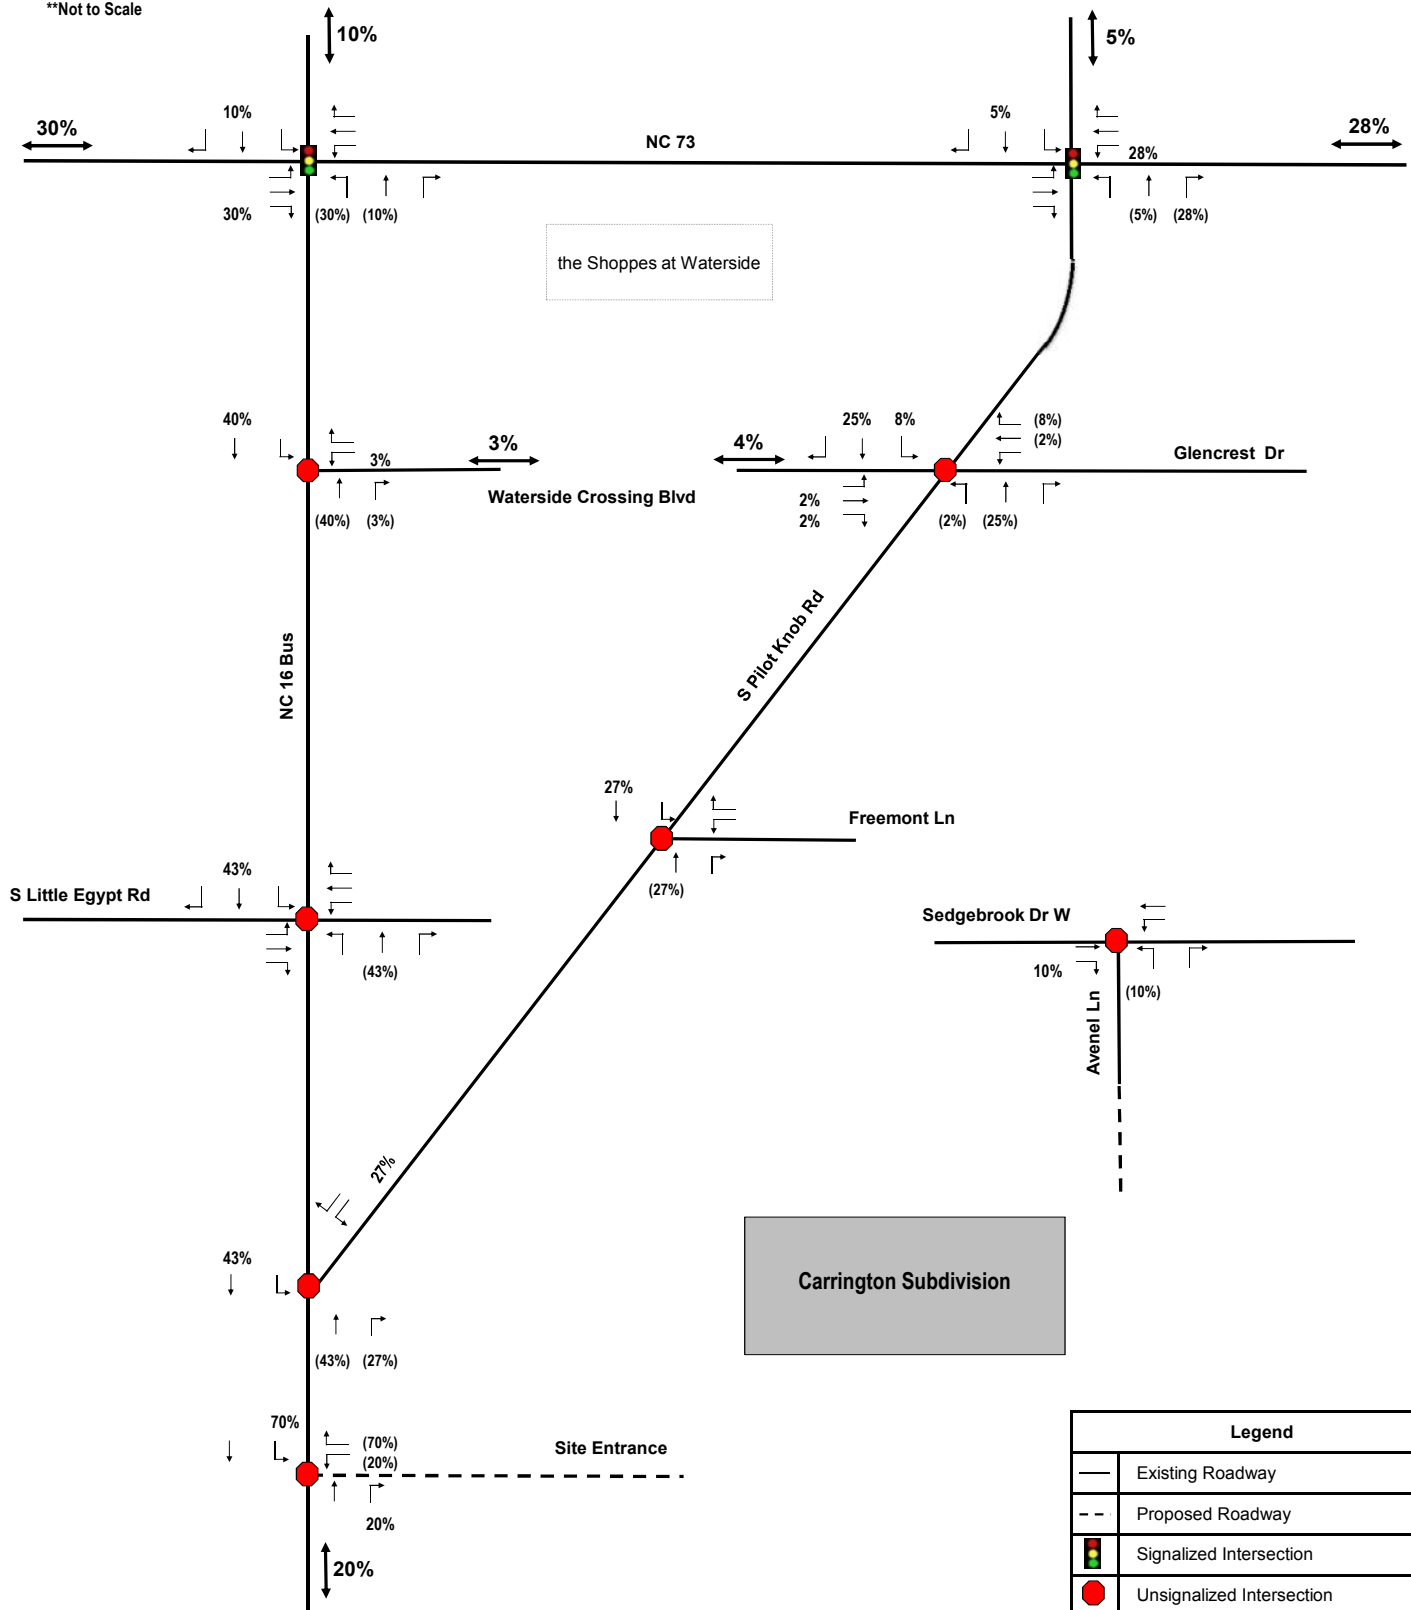 **Not to Scale
10%
5%
10%
5%
30%
NC 73
28%
28%
30%
(30%) (10%)
(5%) (28%)
the Shoppes at Waterside
40%
3%
3%
Waterside Crossing Blvd
(40%) (3%)
4%
25% 8%
(8%)
(2%)
Glencrest Dr
2%
2%
(2%) (25%)
NC 16 Bus
S Pilot Knob Rd
27%
Freemont Ln
(27%)
43%
S Little Egypt Rd
(43%)
Sedgebrook Dr W
10%
(10%)
Avenel Ln
27%
43%
(43%) (27%)
Carrington Subdivision
70%
(70%)
(20%)
Site Entrance
20%
20%
Legend
Existing Roadway
Proposed Roadway
Signalized Intersection
Unsignalized Intersection